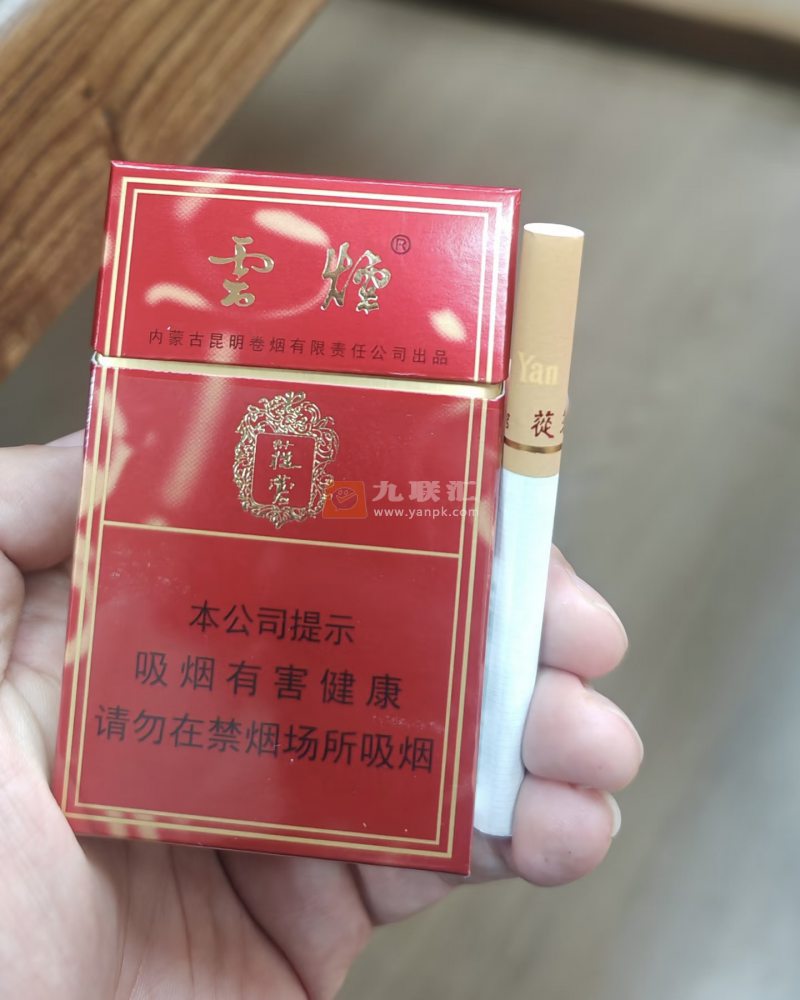 雲煙®
内蒙古昆明卷烟有限责任公司出品
九联汇
www.yanpk.com
本公司提示
吸烟有害健康
请勿在禁烟场所吸烟
Yan